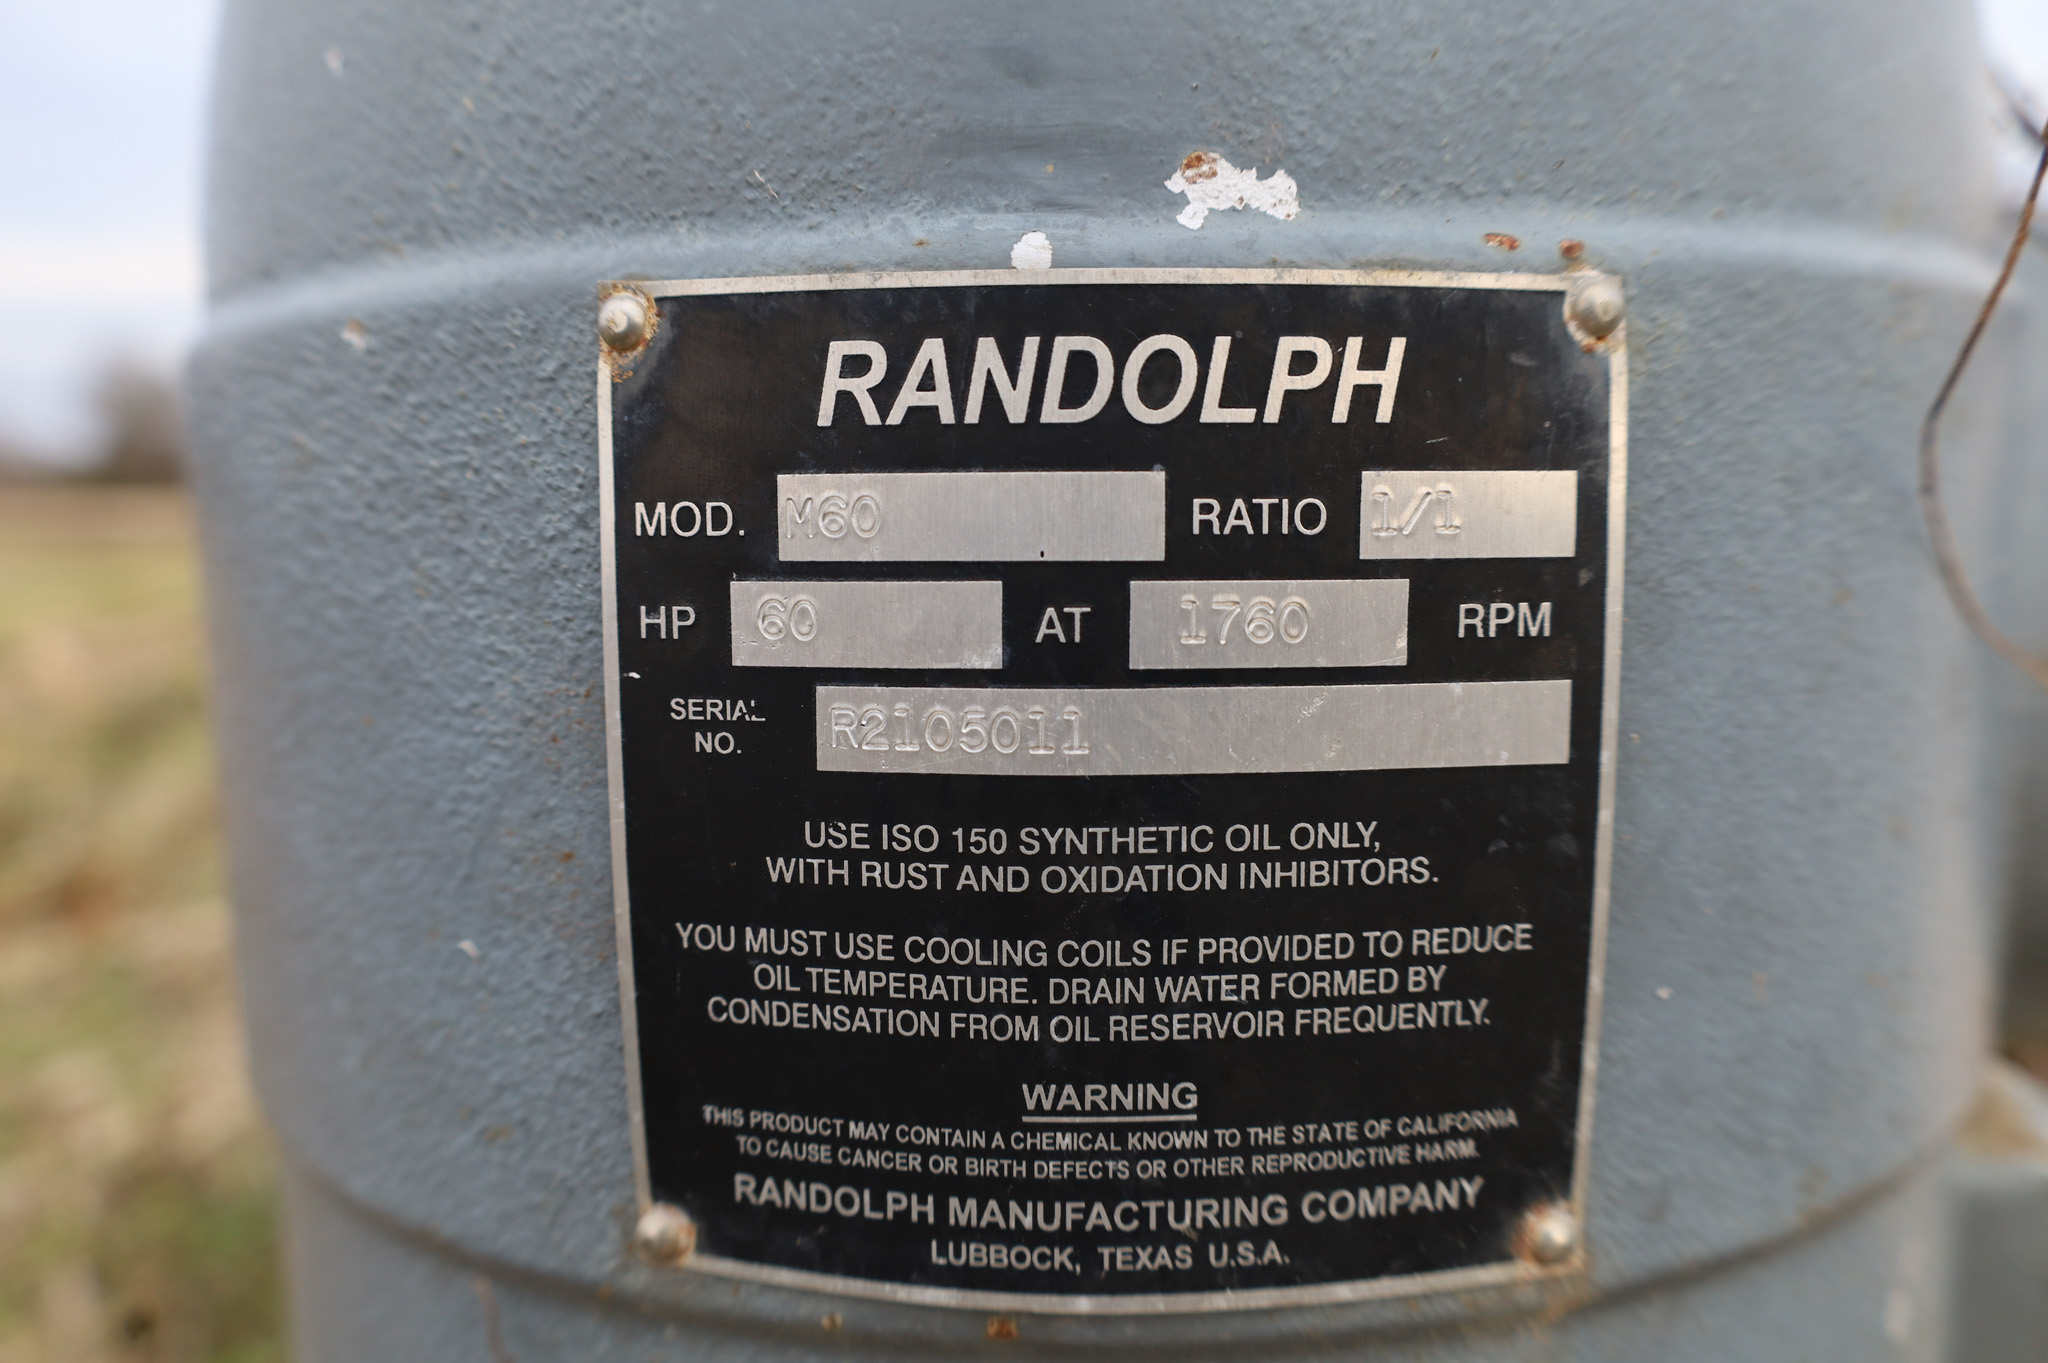 RANDOLPH
MOD. M60 RATIO 1/1
HP 60 AT 1760 RPM
SERIAL NO. R2105011
USE ISO 150 SYNTHETIC OIL ONLY,
WITH RUST AND OXIDATION INHIBITORS.
YOU MUST USE COOLING COILS IF PROVIDED TO REDUCE
OIL TEMPERATURE. DRAIN WATER FORMED BY
CONDENSATION FROM OIL RESERVOIR FREQUENTLY.
WARNING
THIS PRODUCT MAY CONTAIN A CHEMICAL KNOWN TO THE STATE OF CALIFORNIA
TO CAUSE CANCER OR BIRTH DEFECTS OR OTHER REPRODUCTIVE HARM.
RANDOLPH MANUFACTURING COMPANY
LUBBOCK, TEXAS U.S.A.